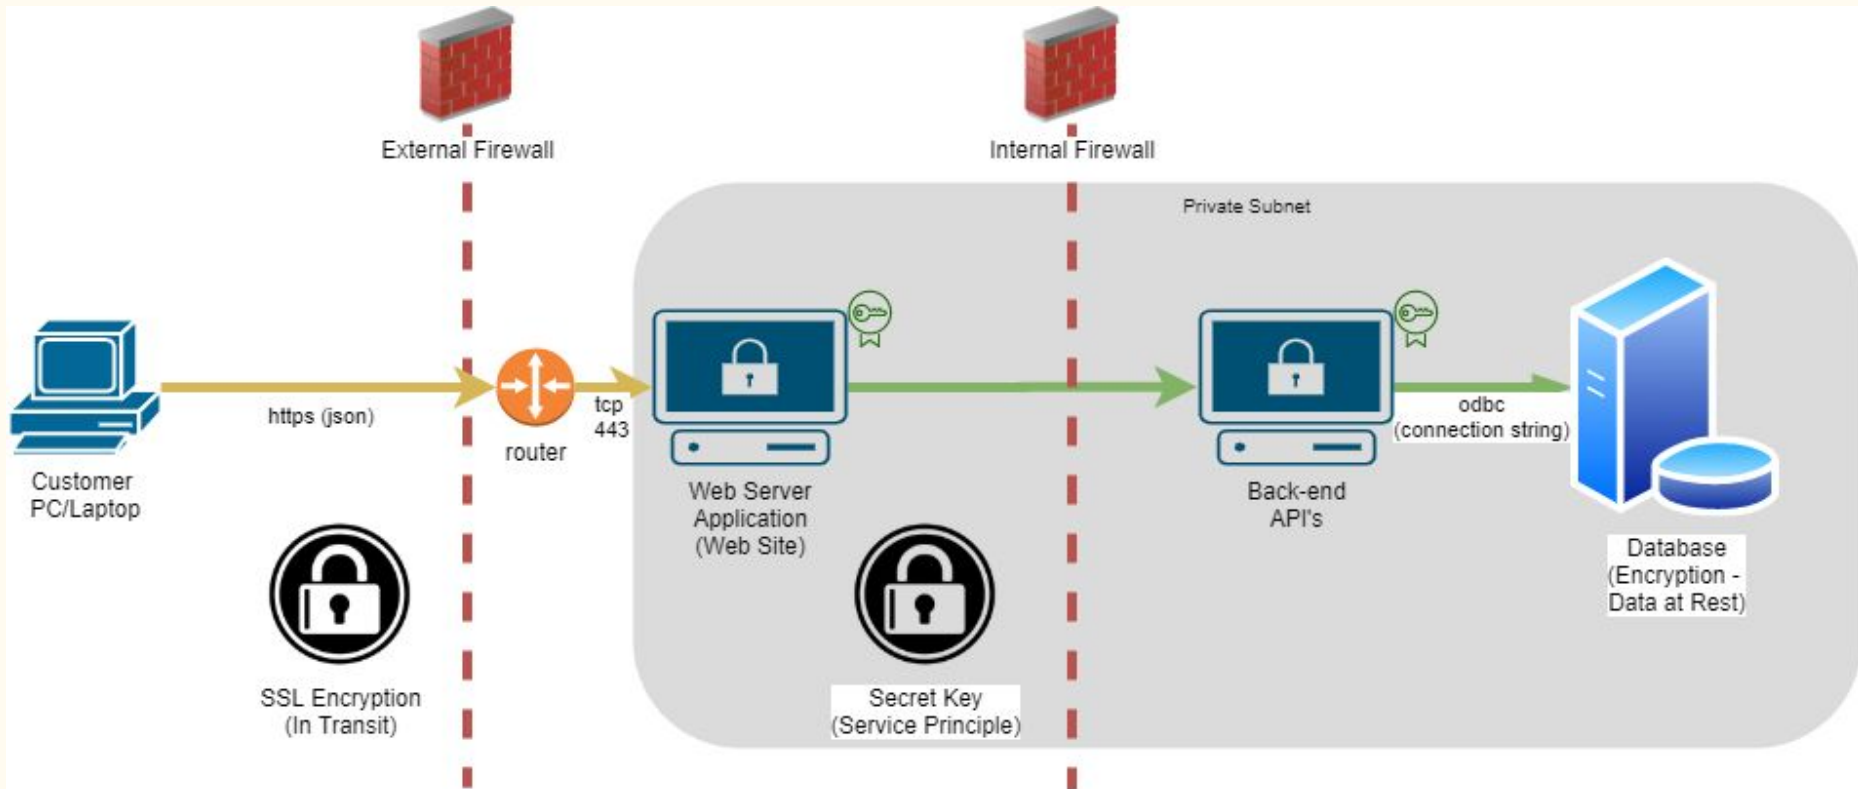 External Firewall
Internal Firewall
Private Subnet
https (json)
router
tcp
443
odbc
(connection string)
Customer
PC/Laptop
Web Server
Application
(Web Site)
Back-end
API's
Database
(Encryption -
Data at Rest)
SSL Encryption
(In Transit)
Secret Key
(Service Principle)